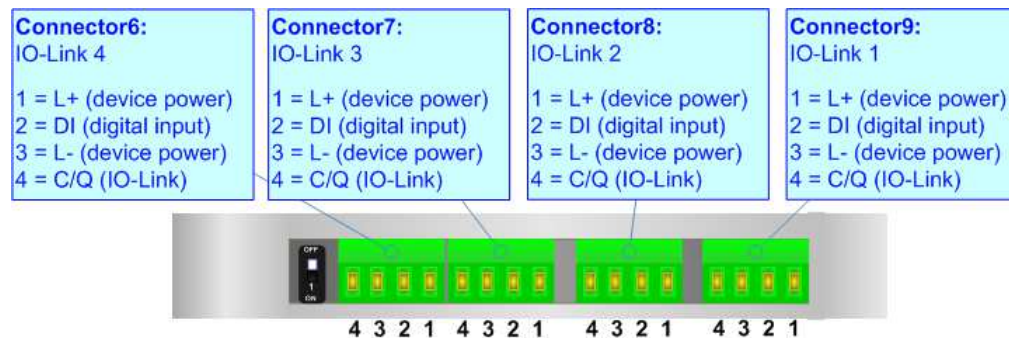 Connector6:
IO-Link 4
1 = L+ (device power)
2 = DI (digital input)
3 = L- (device power)
4 = C/Q (IO-Link)
Connector7:
IO-Link 3
1 = L+ (device power)
2 = DI (digital input)
3 = L- (device power)
4 = C/Q (IO-Link)
Connector8:
IO-Link 2
1 = L+ (device power)
2 = DI (digital input)
3 = L- (device power)
4 = C/Q (IO-Link)
Connector9:
IO-Link 1
1 = L+ (device power)
2 = DI (digital input)
3 = L- (device power)
4 = C/Q (IO-Link)
OFF
1
ON
4 3 2 1 4 3 2 1 4 3 2 1 4 3 2 1